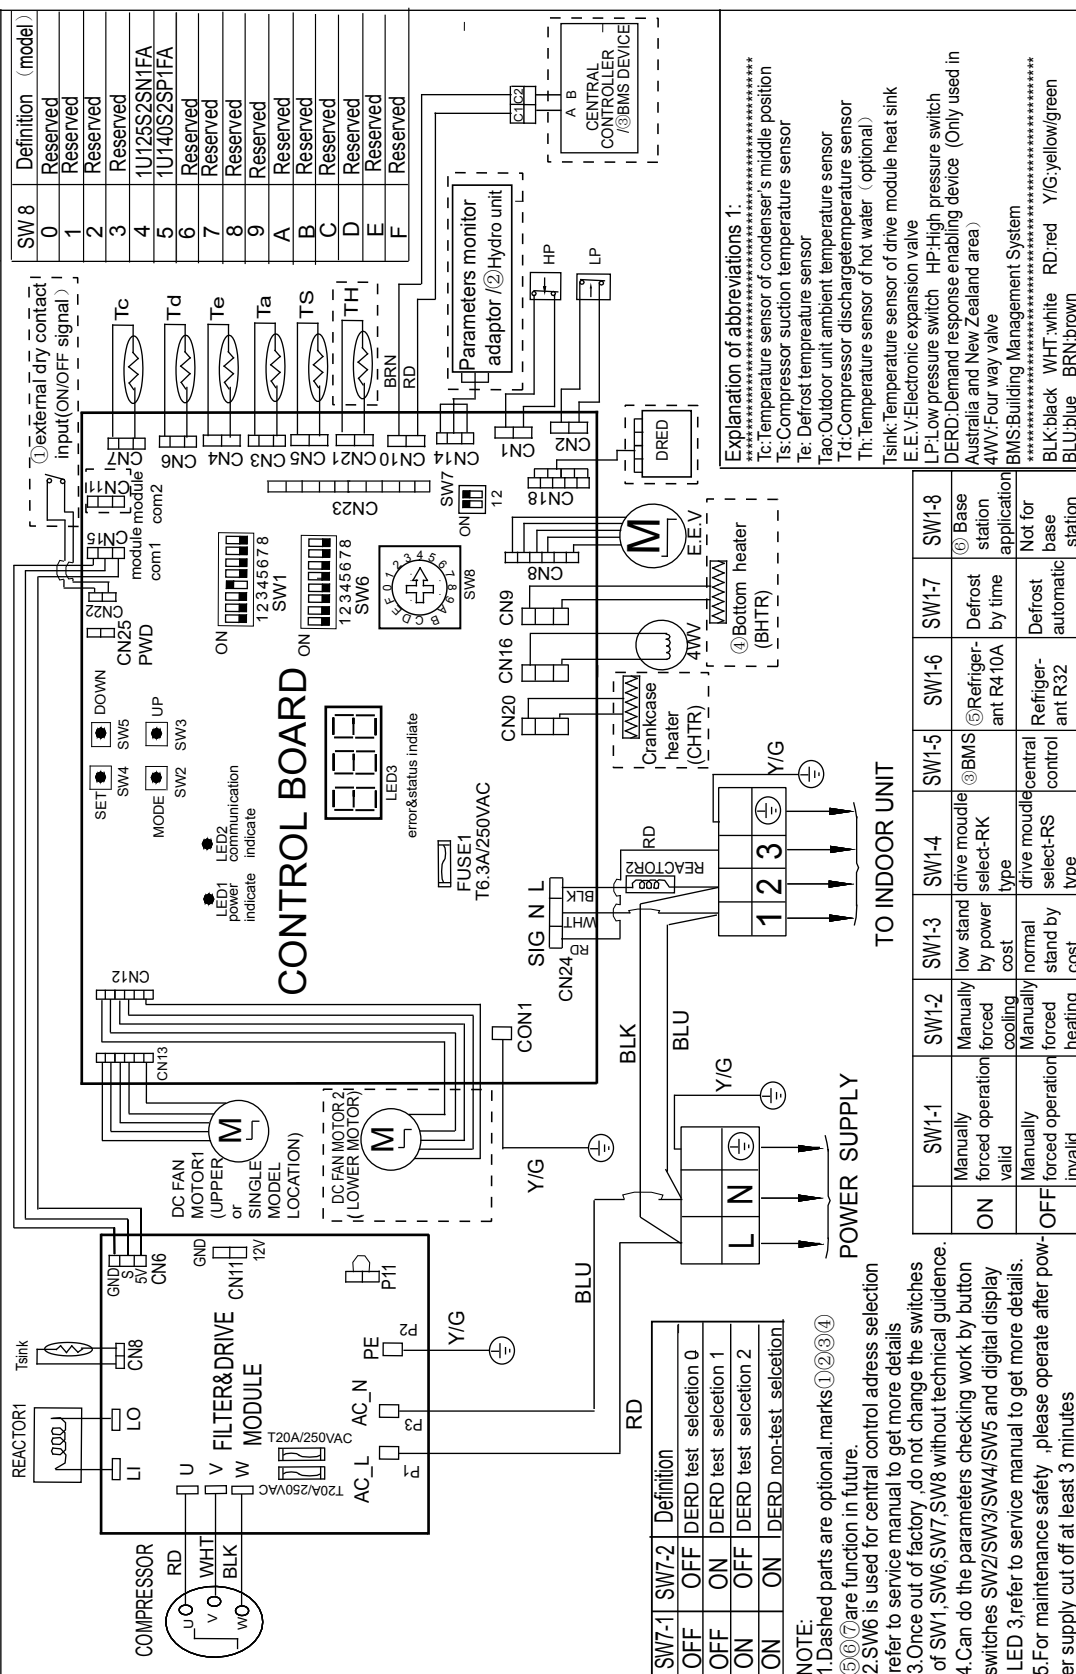 SW 8 Definition （model）
0 Reserved
1 Reserved
2 Reserved
3 Reserved
4 1U125S2SN1FA
5 1U140S2SP1FA
6 Reserved
7 Reserved
8 Reserved
9 Reserved
A Reserved
B Reserved
C Reserved
D Reserved
E Reserved
F Reserved
①external dry contact
input(ON/OFF signal）
Tc
Td
Te
Ta
TS
TH
BRN
RD
C1 C2
A B
CENTRAL
CONTROLLER
/③BMS DEVICE
Parameters monitor
adaptor /②Hydro unit
HP
LP
CN7
CN6
CN4
CN3
CN5
CN21
CN10
CN14
CN1
CN2
CN11
module
com2
CN15
module
com1
CN22
CN25
PWD
CN23
SW7
ON
12
CN18
DRED
ON
12345678
SW1
ON
12345678
SW6
0 1 2 3 4 5 6 7 8 9 A B C D E F
SW8
CN8
M
E.E.V
CN9
④Bottom heater
(BHTR)
CN16
4WV
CN20
Crankcase
heater
(CHTR)
DOWN
SW5
UP
SW3
SET
SW4
MODE
SW2
LED2
communication
indicate
LED1
power
indicate
CONTROL BOARD
LED3
error&status indiate
FUSE1
T6.3A/250VAC
CN12
CN13
SIG N L
CN24
RD
WHT
BLK
REACTOR2
RD
CON1
Y/G
BLK
BLU
1 2 3
Y/G
TO INDOOR UNIT
M
DC FAN
MOTOR1
(UPPER
or
SINGLE
MODEL
LOCATION)
DC FAN MOTOR 2
( LOWER MOTOR)
M
L N
Y/G
POWER SUPPLY
GND
S
5V
CN6
GND
CN11
12V
P11
Tsink
CN8
REACTOR1
LO
LI
FILTER&DRIVE
MODULE
T20A/250VAC
T20A/250VAC
U
V
W
COMPRESSOR
RD
WHT
BLK
U
V
W
PE
P2
Y/G
AC_N
P3
AC_L
P1
BLU
RD
Explanation of abbreviations 1:
Tc:Temperature sensor of condenser's middle position
Ts:Compressor suction temperature sensor
Te: Defrost tempreature sensor
Tao:Outdoor unit ambient temperature sensor
Td:Compressor dischargetemperature sensor
Th:Temperature sensor of hot water（optional）
Tsink:Temperature sensor of drive module heat sink
E.E.V:Electronic expansion valve
LP:Low pressure switch HP:High pressure switch
DERD:Demand response enabling device (Only used in
Australia and New Zealand area）
4WV:Four way valve
BMS:Building Management System
BLK:black WHT:white RD:red Y/G:yellow/green
BLU:blue BRN:brown
SW1-1 SW1-2 SW1-3 SW1-4 SW1-5 SW1-6 SW1-7 SW1-8
ON
Manually
forced operation
valid
Manually
forced
cooling
low stand
by power
cost
drive moudle
select-RK
type
③BMS
⑤Refriger-
ant R410A
Defrost
by time
⑥ Base
station
application
OFF
Manually
forced operation
invalid
Manually
forced
heating
normal
stand by
cost
drive moudle
select-RS
type
central
control
Refriger-
ant R32
Defrost
automatic
Not for
base
station
SW7-1 SW7-2 Definition
OFF OFF DERD test selcetion 0
OFF ON DERD test selcetion 1
ON OFF DERD test selcetion 2
ON ON DERD non-test selcetion
NOTE:
1.Dashed parts are optional.marks①②③④
⑤⑥⑦are function in future.
2.SW6 is used for central control adress selection
refer to service manual to get more details
3.Once out of factory ,do not change the switches
of SW1,SW6,SW7,SW8 without technical guidence.
4.Can do the parameters checking work by button
switches SW2/SW3/SW4/SW5 and digital display
LED 3,refer to service manual to get more details.
5.For maintenance safety ,please operate after pow-
er supply cut off at least 3 minutes